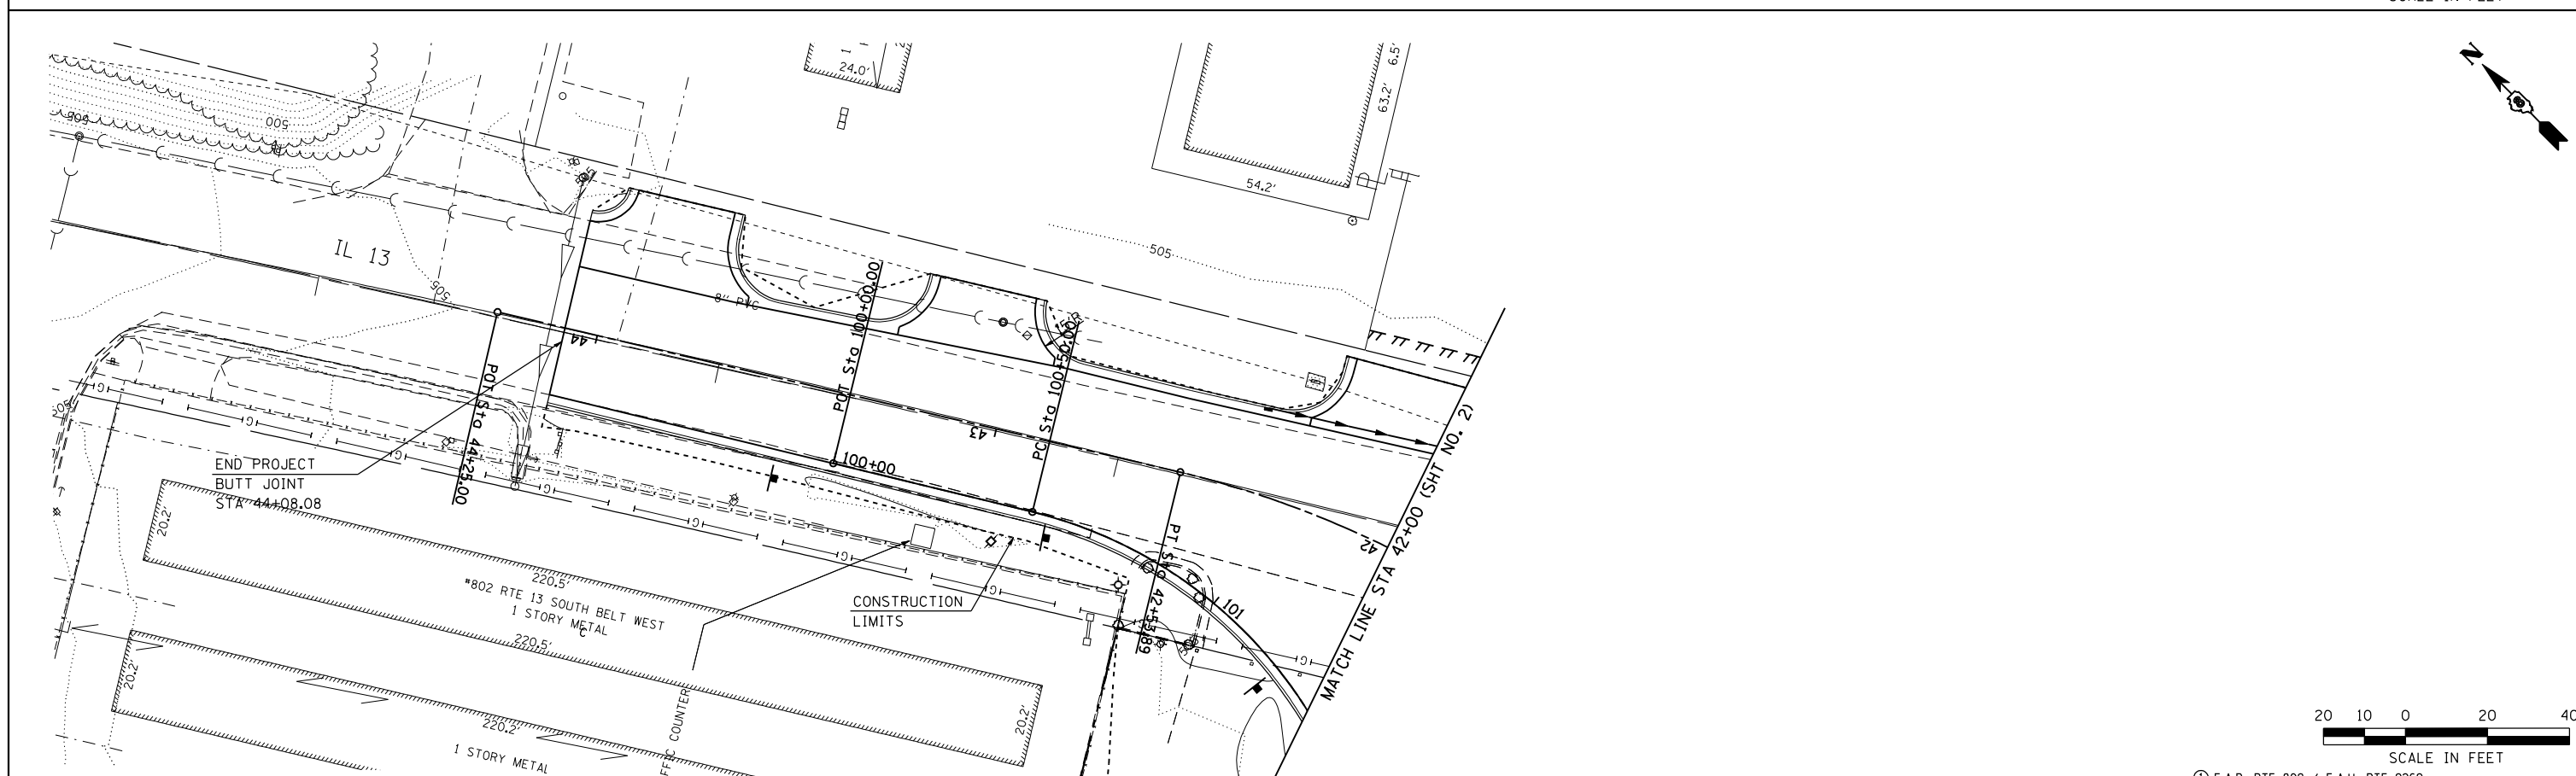 N
24.0'
6.5'
63.2'
54.2'
505
500
505
IL 13
505
8" PVC
POT Sta 100+00.00
PC Sta 100+50.00
44
43
42
POT Sta 44+25.00
100+00
101
END PROJECT
BUTT JOINT
STA 44+08.08
CONSTRUCTION
LIMITS
MATCH LINE STA 42+00 (SHT NO. 2)
20.2'
220.5'
#802 RTE 13 SOUTH BELT WEST
1 STORY METAL
220.5'
20.2'
20.2'
220.2'
1 STORY METAL
G
G
G
G
G
G
G
G
20 10 0 20 40
SCALE IN FEET